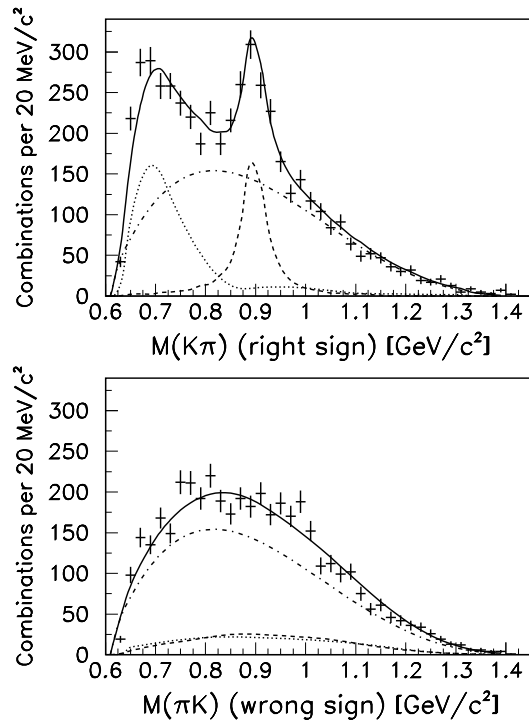 Combinations per 20 MeV/c²
300
250
200
150
100
50
0
0.6 0.7 0.8 0.9 1 1.1 1.2 1.3 1.4
M(Kπ) (right sign) [GeV/c²]
Combinations per 20 MeV/c²
300
250
200
150
100
50
0
0.6 0.7 0.8 0.9 1 1.1 1.2 1.3 1.4
M(πK) (wrong sign) [GeV/c²]